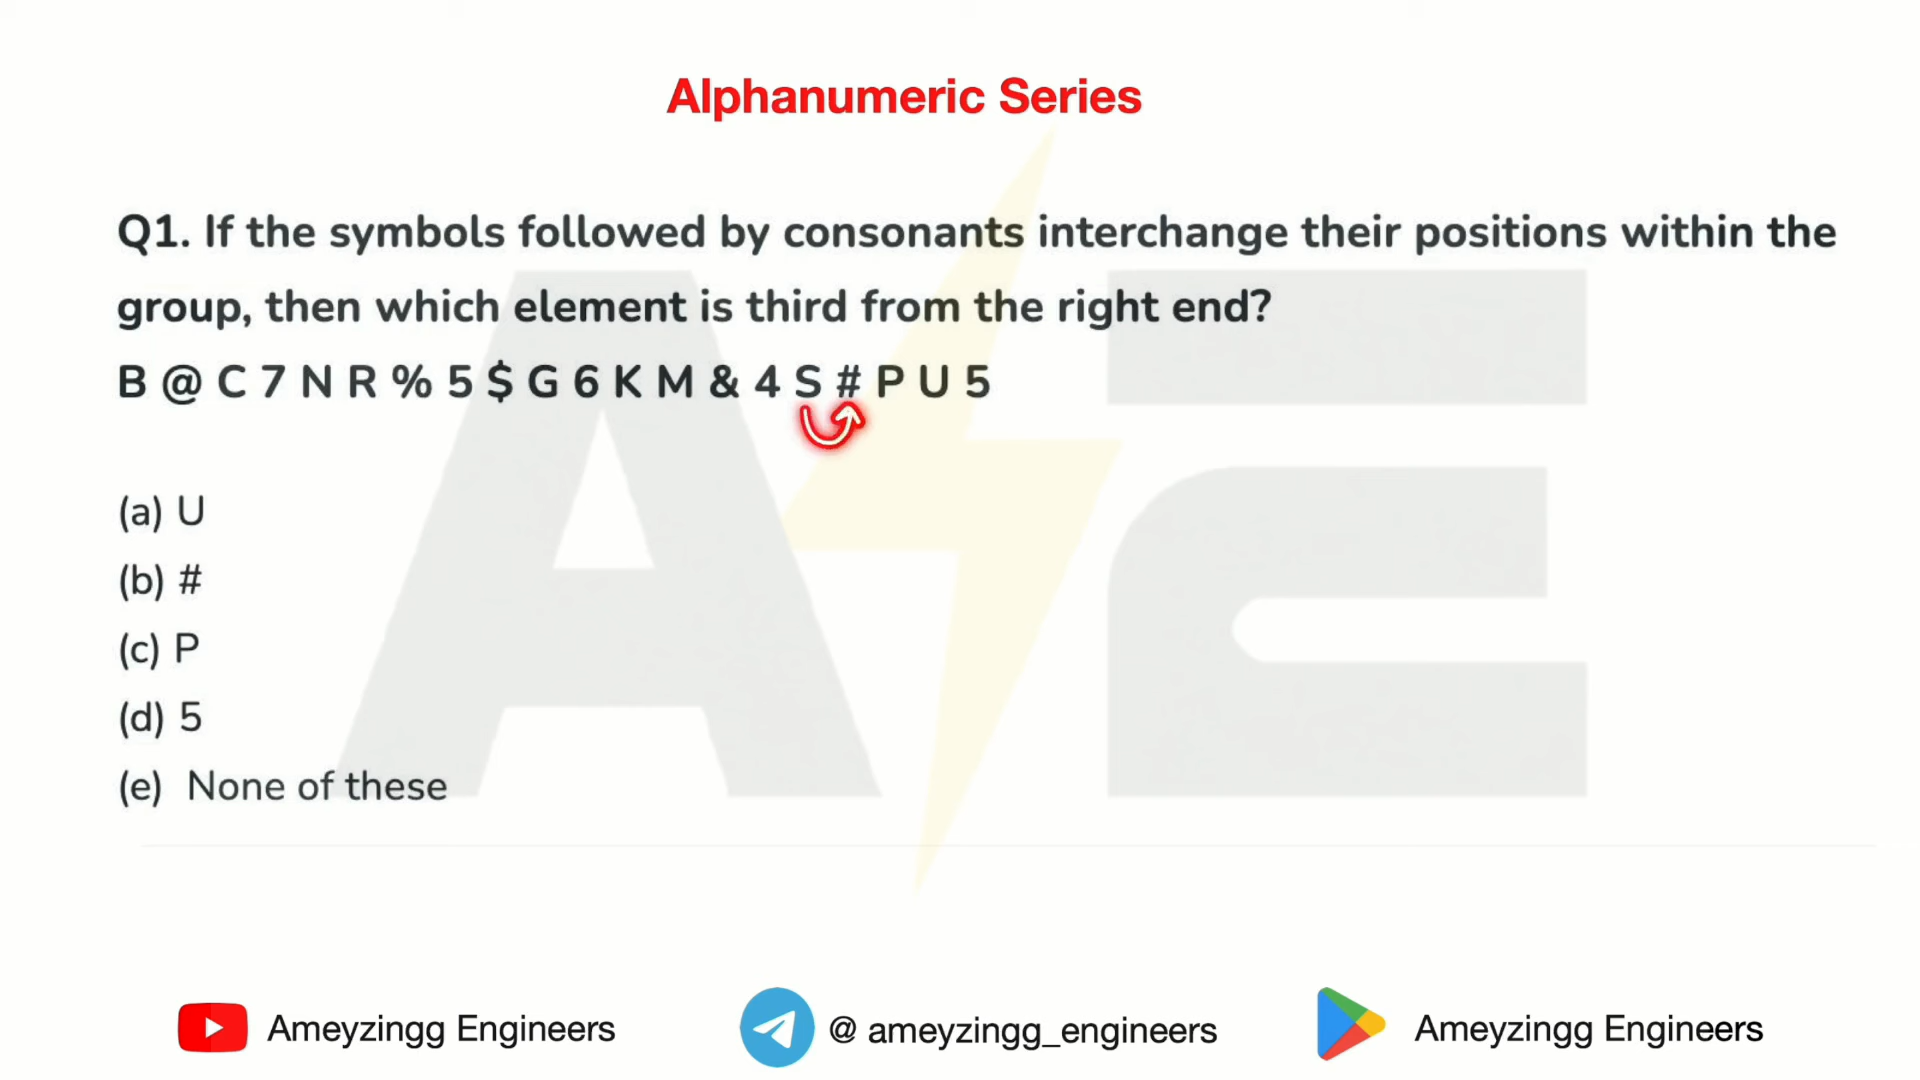 Alphanumeric Series
Q1. If the symbols followed by consonants interchange their positions within the
group, then which element is third from the right end?
B @ C 7 N R % 5 $ G 6 K M & 4 S # P U 5
(a) U
(b) #
(c) P
(d) 5
(e) None of these
Ameyzingg Engineers
@ ameyzingg_engineers
Ameyzingg Engineers